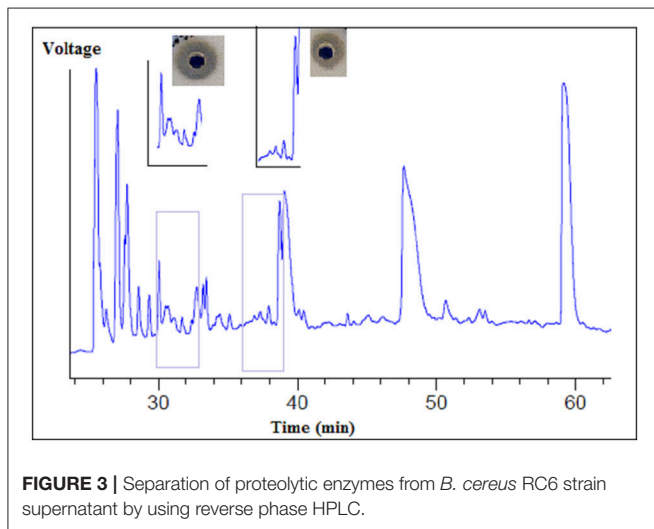 Voltage
30
40
50
60
Time (min)
FIGURE 3 | Separation of proteolytic enzymes from B. cereus RC6 strain
supernatant by using reverse phase HPLC.